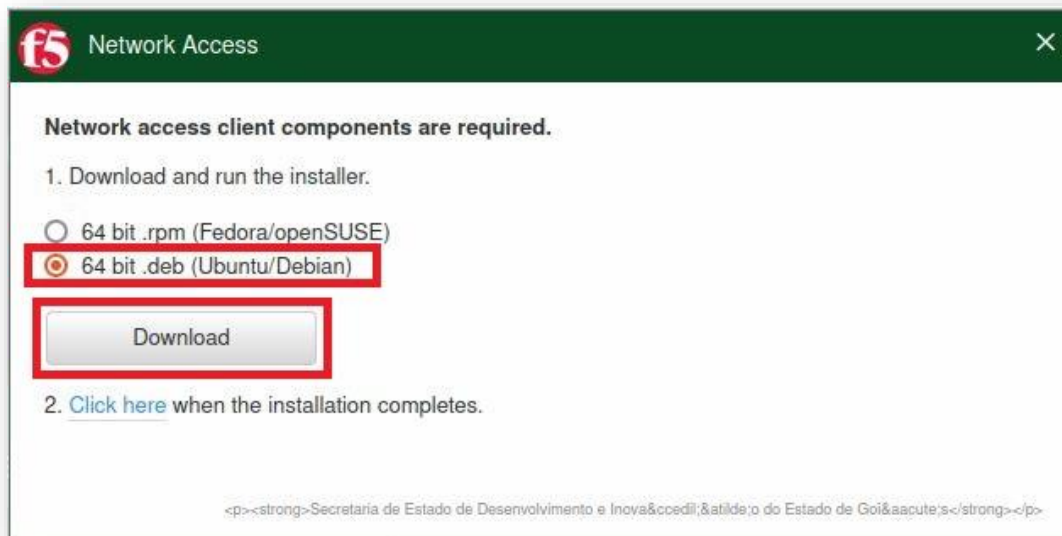 f5 Network Access
Network access client components are required.
1. Download and run the installer.
64 bit .rpm (Fedora/openSUSE)
64 bit .deb (Ubuntu/Debian)
Download
2. Click here when the installation completes.
<p><strong>Secretaria de Estado de Desenvolvimento e Inova&ccedil;&atilde;o do Estado de Goi&aacute;s</strong></p>